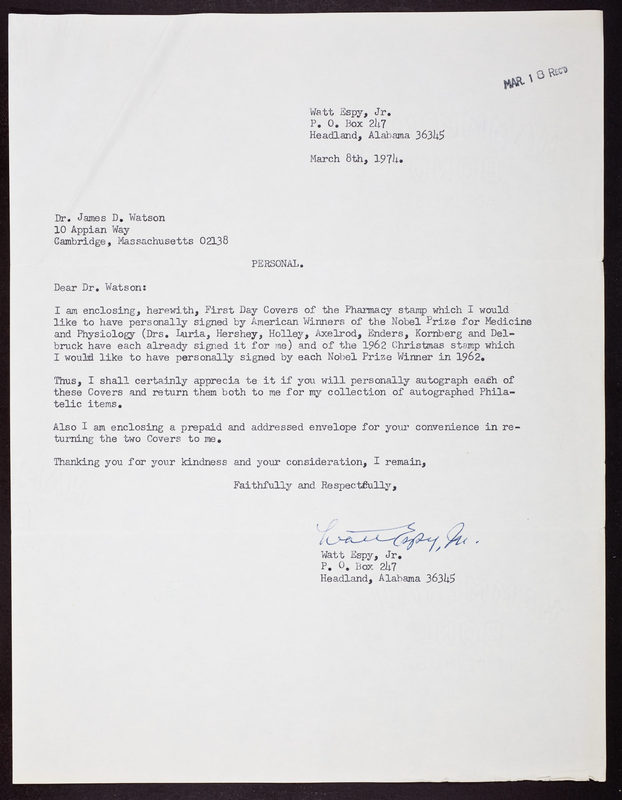 MAR. 18 REC'D
Watt Espy, Jr.
P. O. Box 247
Headland, Alabama 36345
March 8th, 1974.
Dr. James D. Watson
10 Appian Way
Cambridge, Massachusetts 02138
PERSONAL.
Dear Dr. Watson:
I am enclosing, herewith, First Day Covers of the Pharmacy stamp which I would
like to have personally signed by American Winners of the Nobel Prize for Medicine
and Physiology (Drs. Luria, Hershey, Holley, Axelrod, Enders, Kornberg and Del-
bruck have each already signed it for me) and of the 1962 Christmas stamp which
I would like to have personally signed by each Nobel Prize Winner in 1962.
Thus, I shall certainly apprecia te it if you will personally autograph each of
these Covers and return them both to me for my collection of autographed Phila-
telic items.
Also I am enclosing a prepaid and addressed envelope for your convenience in re-
turning the two Covers to me.
Thanking you for your kindness and your consideration, I remain,
Faithfully and Respectfully,
Watt Espy, Jr.
Watt Espy, Jr.
P. O. Box 247
Headland, Alabama 36345